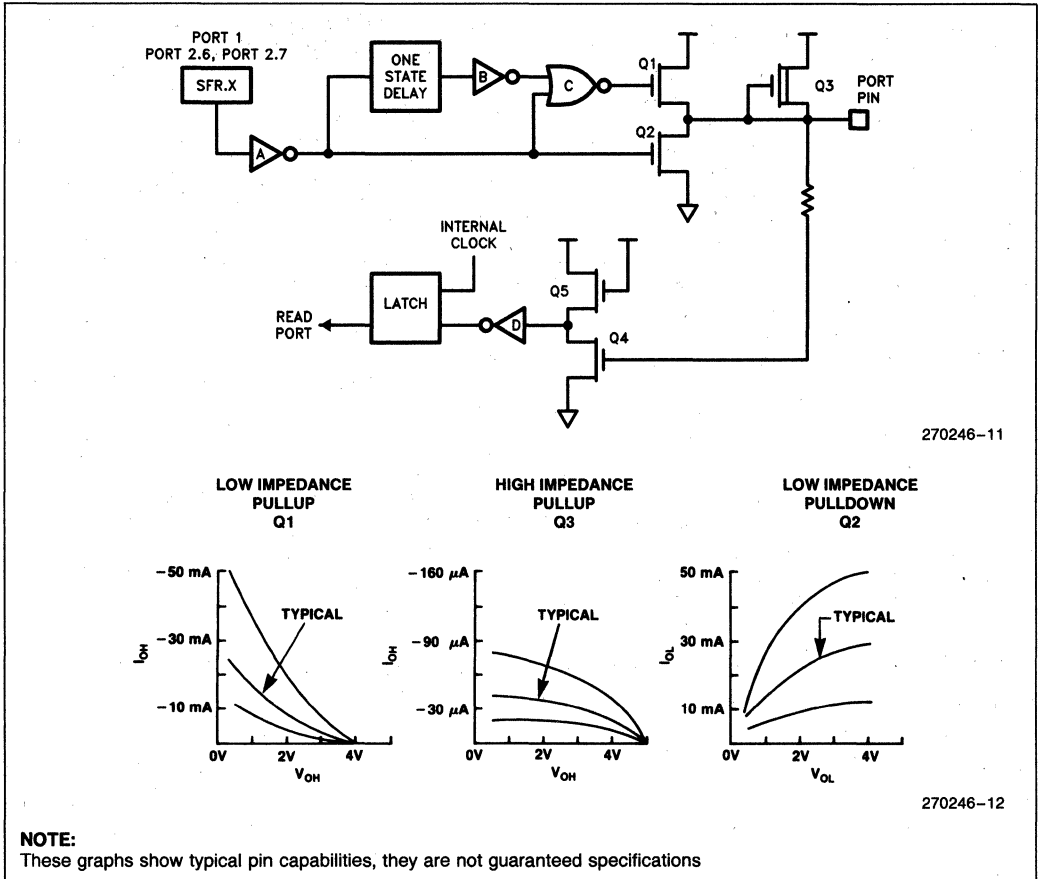 PORT 1
PORT 2.6, PORT 2.7
SFR.X
ONE
STATE
DELAY
B
C
A
Q1
Q2
Q3
PORT
PIN
INTERNAL
CLOCK
LATCH
READ
PORT
D
Q5
Q4
270246–11
LOW IMPEDANCE
PULLUP
Q1
-50 mA
-30 mA
-10 mA
IOH
TYPICAL
0V 2V 4V
VOH
HIGH IMPEDANCE
PULLUP
Q3
-160 µA
-90 µA
-30 µA
IOH
TYPICAL
0V 2V 4V
VOH
LOW IMPEDANCE
PULLDOWN
Q2
50 mA
30 mA
10 mA
IOL
TYPICAL
0V 2V 4V
VOL
270246–12
NOTE:
These graphs show typical pin capabilities, they are not guaranteed specifications